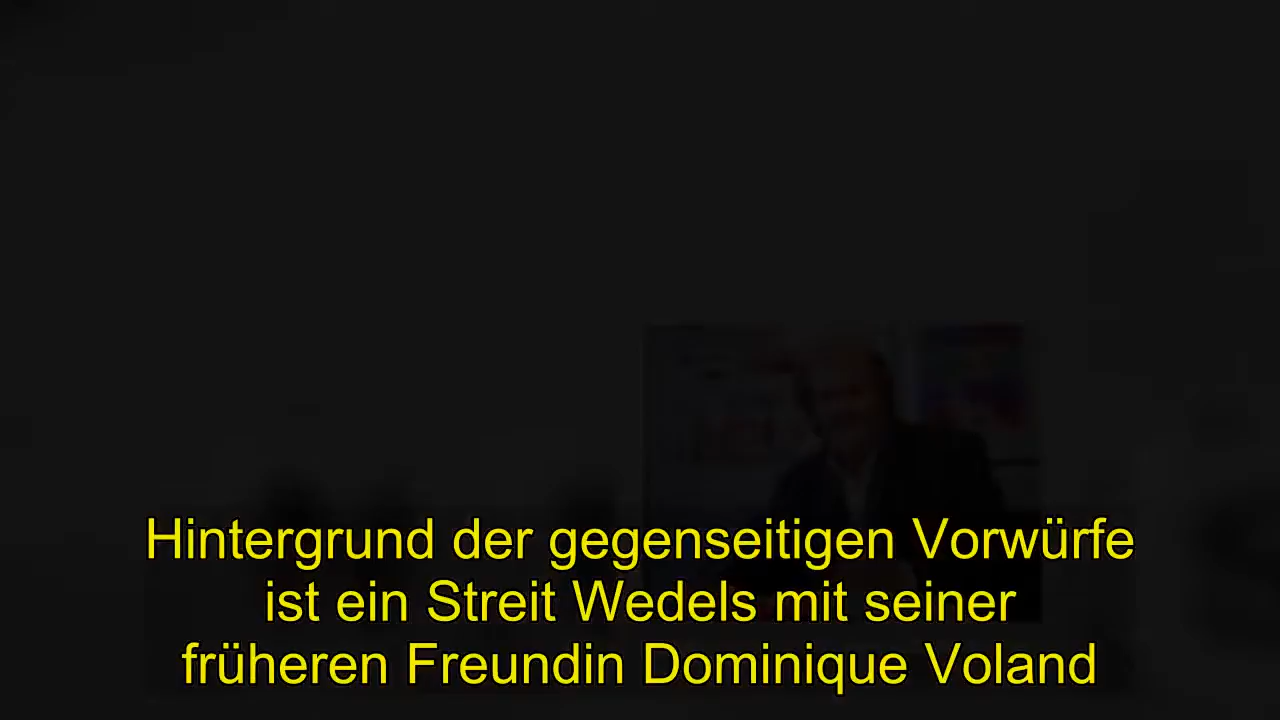 Hintergrund der gegenseitigen Vorwürfe
ist ein Streit Wedels mit seiner
früheren Freundin Dominique Voland